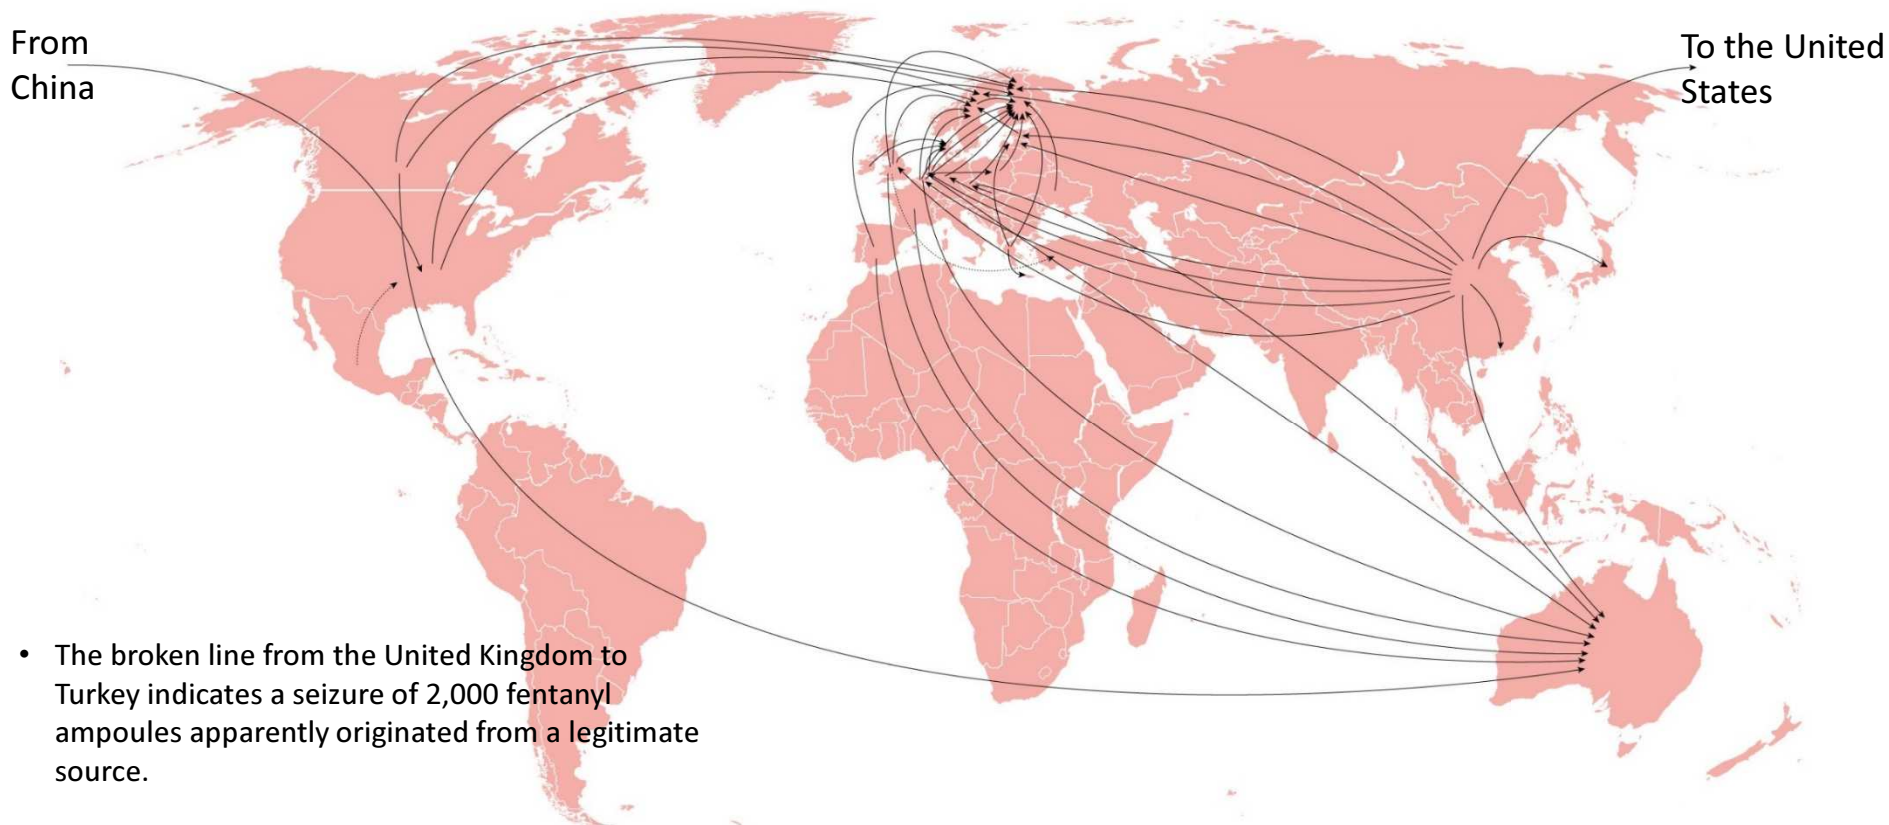 From
China
To the United
States
• The broken line from the United Kingdom to
Turkey indicates a seizure of 2,000 fentanyl
ampoules apparently originated from a legitimate
source.